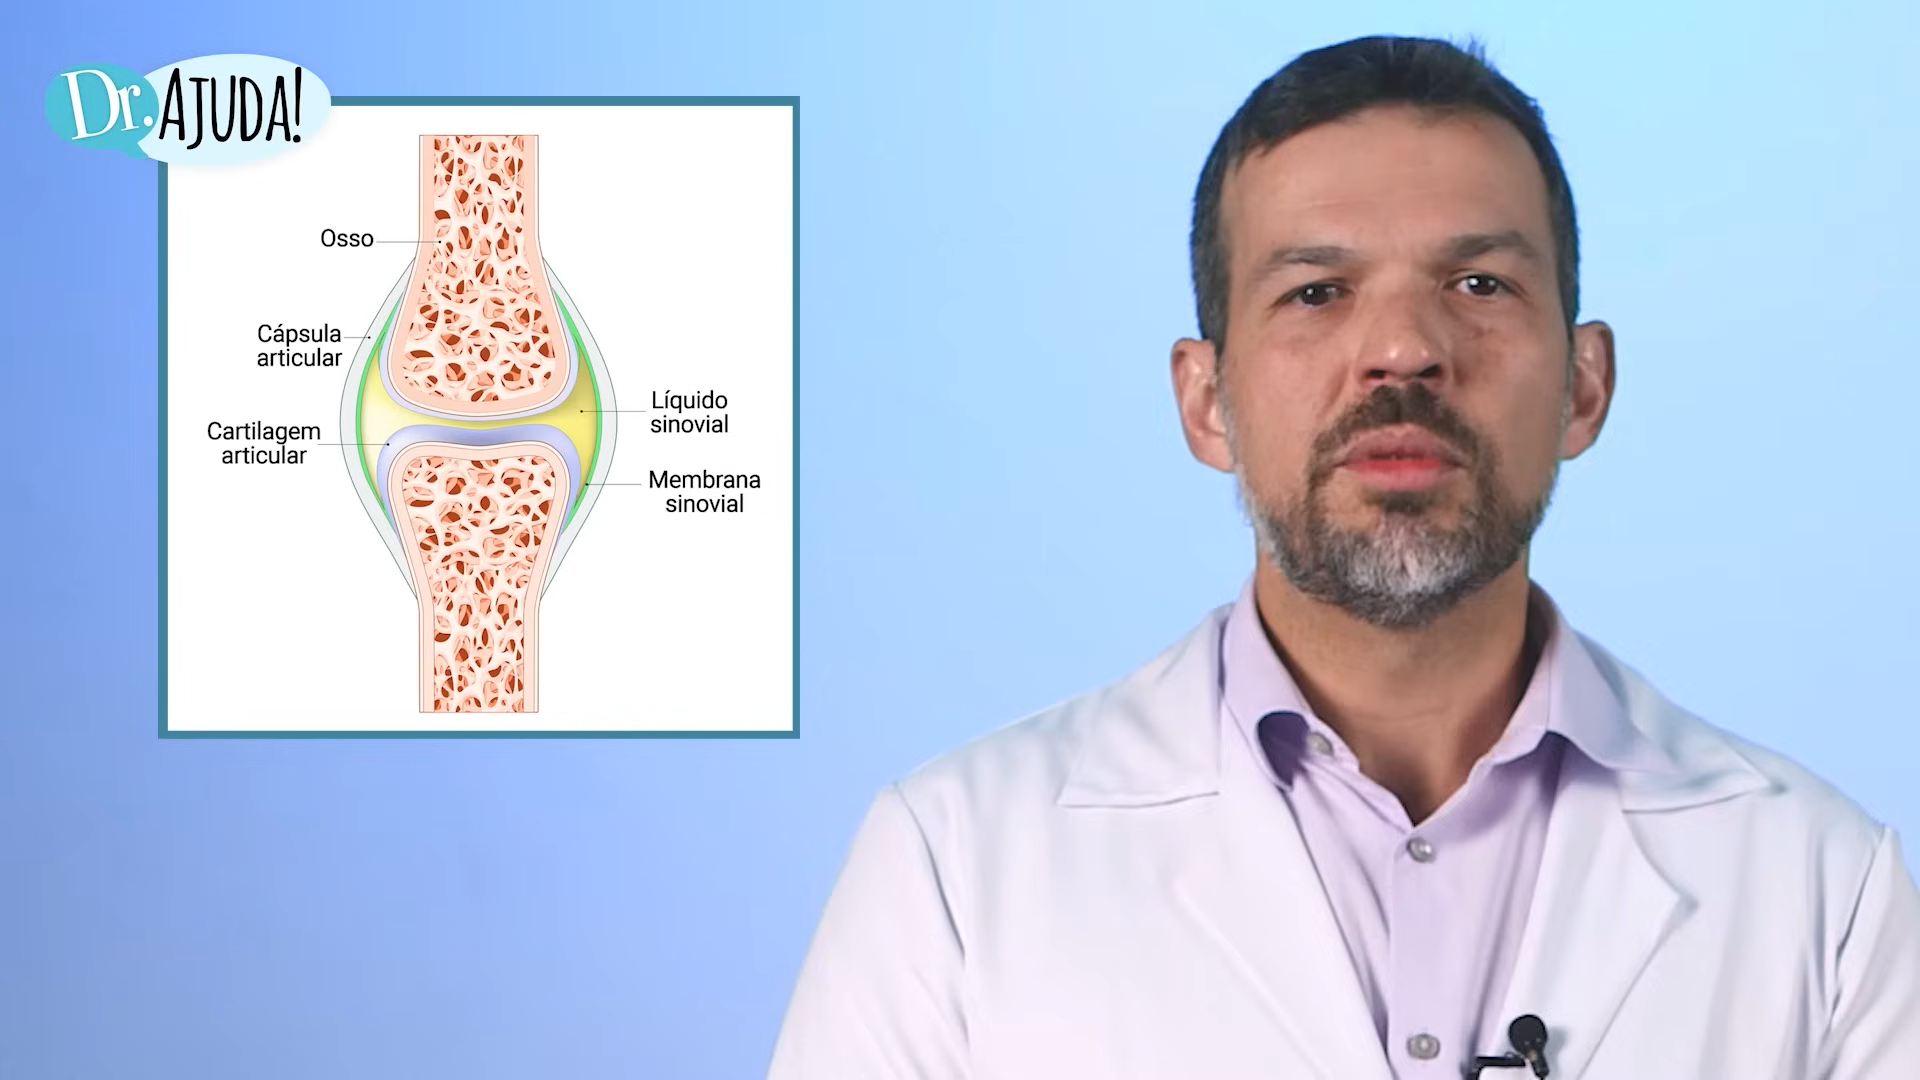 Dr. AJUDA!
Osso
Cápsula
articular
Líquido
sinovial
Cartilagem
articular
Membrana
sinovial